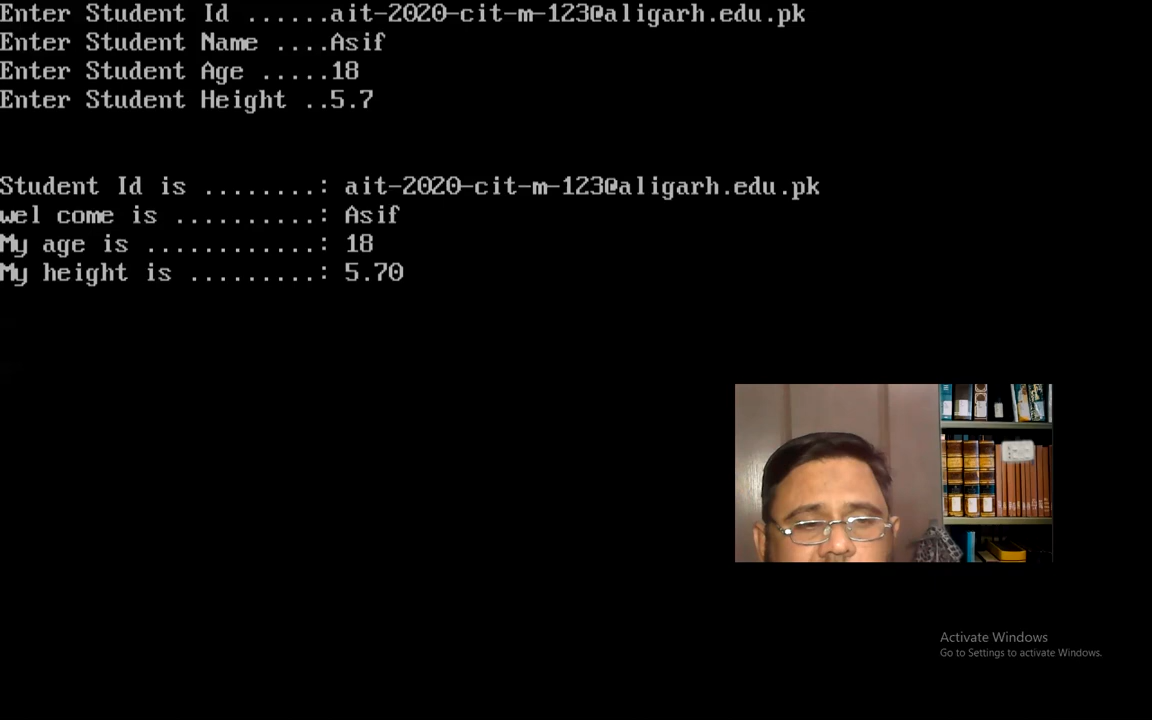 Enter Student Id ......ait-2020-cit-m-123@aligarh.edu.pk
Enter Student Name ....Asif
Enter Student Age .....18
Enter Student Height ..5.7
Student Id is ........: ait-2020-cit-m-123@aligarh.edu.pk
wel come is ..........: Asif
My age is ............: 18
My height is .........: 5.70
Activate Windows
Go to Settings to activate Windows.